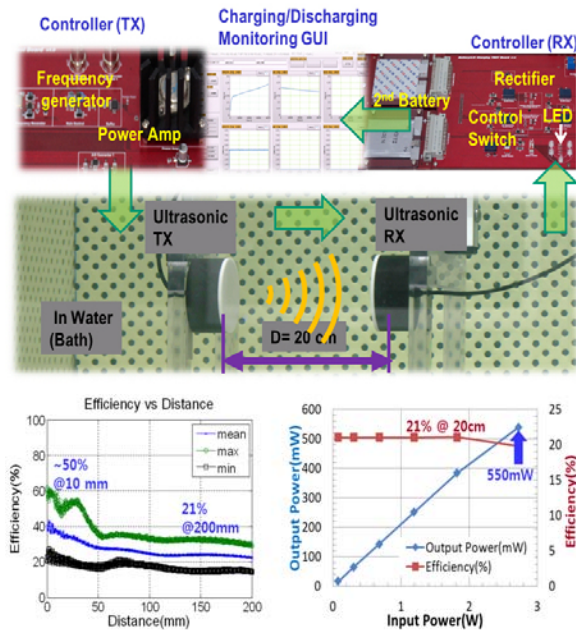 Controller (TX)
Charging/Discharging
Monitoring GUI
Controller (RX)
Frequency
generator
Power Amp
2nd Battery
Rectifier
Control
Switch
LED
Ultrasonic
TX
Ultrasonic
RX
In Water
(Bath)
D= 20 cm
Efficiency vs Distance
Efficiency(%)
100
80
60
40
20
0
mean
max
min
~50%
@10 mm
21%
@200mm
0 50 100 150 200
Distance(mm)
Output Power(mW)
600
500
400
300
200
100
0
21% @ 20cm
550mW
Output Power(mW)
Efficiency(%)
25
20
15
10
5
0
Efficiency(%)
0 1 2 3
Input Power(W)